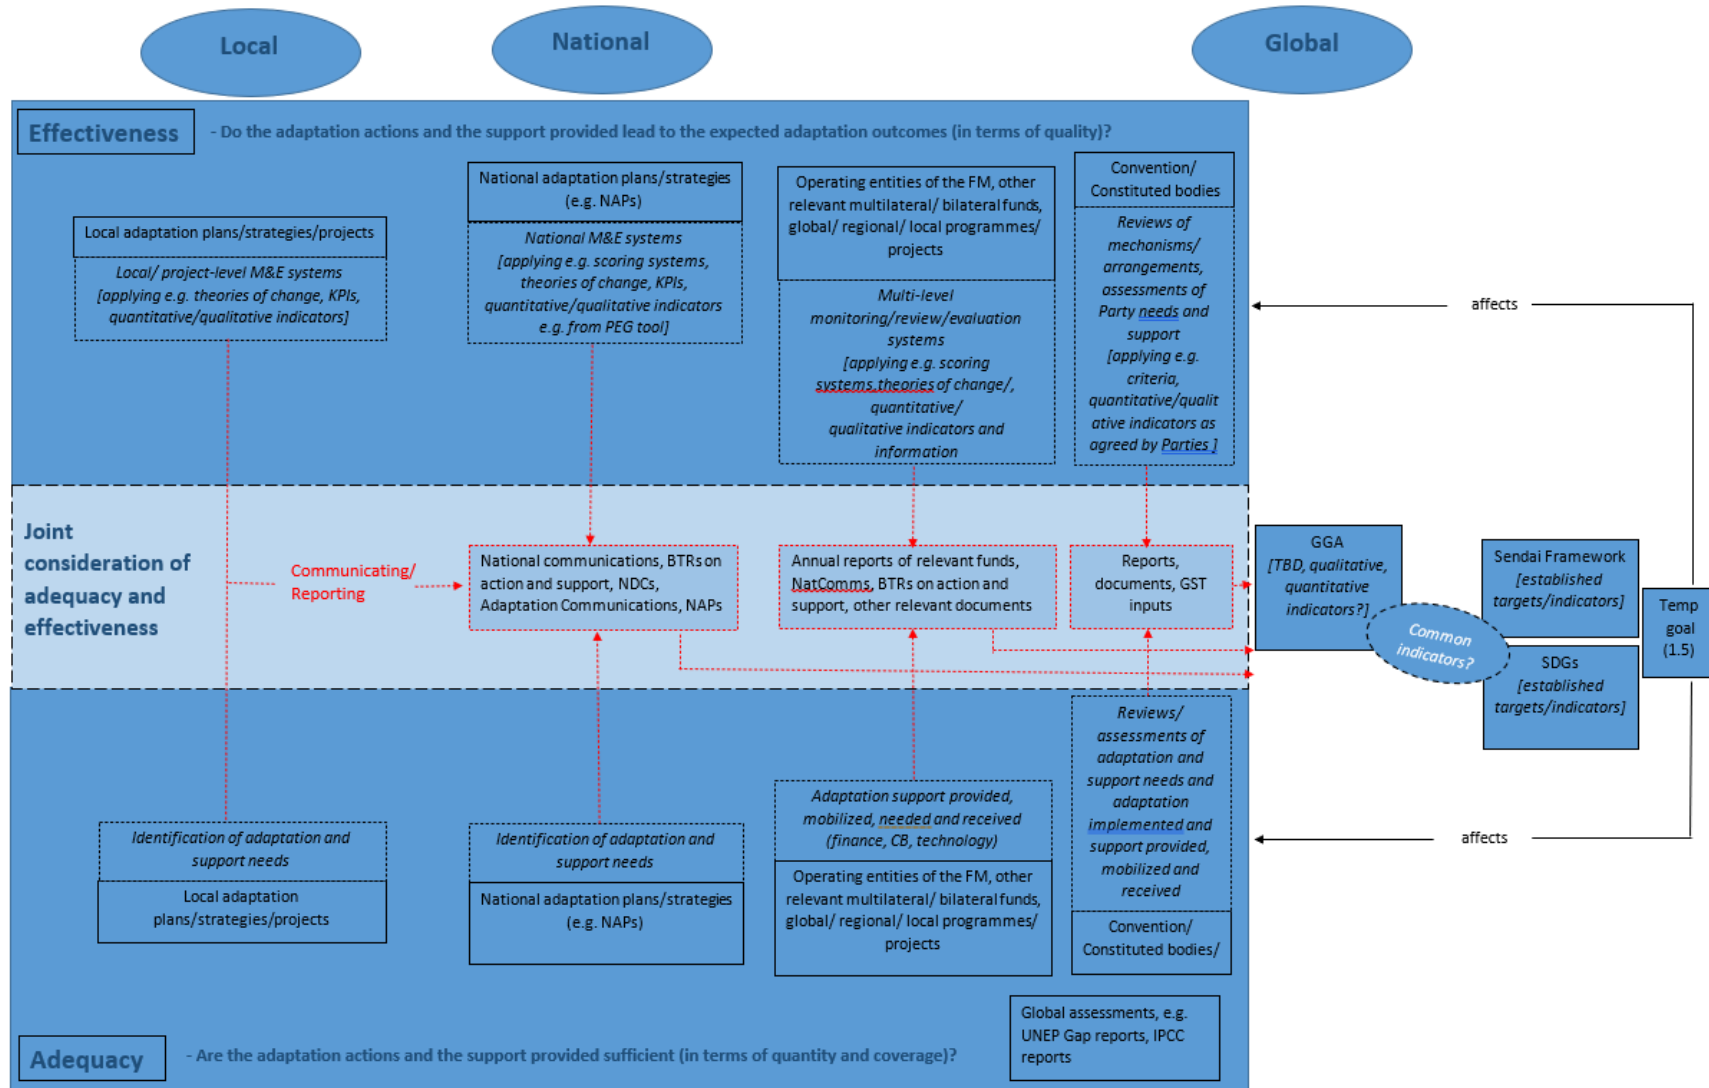 Local
National
Global
Effectiveness
- Do the adaptation actions and the support provided lead to the expected adaptation outcomes (in terms of quality)?
Local adaptation plans/strategies/projects
Local/ project-level M&E systems
[applying e.g. theories of change, KPIs,
quantitative/qualitative indicators]
National adaptation plans/strategies
(e.g. NAPs)
National M&E systems
[applying e.g. scoring systems,
theories of change, KPIs,
quantitative/qualitative indicators
e.g. from PEG tool]
Operating entities of the FM, other
relevant multilateral/ bilateral funds,
global/ regional/ local programmes/
projects
Multi-level
monitoring/review/evaluation
systems
[applying e.g. scoring
systems,theories of change/,
quantitative/
qualitative indicators and
information
Convention/
Constituted bodies
Reviews of
mechanisms/
arrangements,
assessments of
Party needs and
support
[applying e.g.
criteria,
quantitative/qualit
ative indicators as
agreed by Parties ]
affects
Joint
consideration of
adequacy and
effectiveness
Communicating/
Reporting
National communications, BTRs on
action and support, NDCs,
Adaptation Communications, NAPs
Annual reports of relevant funds,
NatComms, BTRs on action and
support, other relevant documents
Reports,
documents, GST
inputs
GGA
[TBD, qualitative,
quantitative
indicators?]
Common
indicators?
Sendai Framework
[established
targets/indicators]
SDGs
[established
targets/indicators]
Temp
goal
(1.5)
Identification of adaptation and
support needs
Local adaptation
plans/strategies/projects
Identification of adaptation and
support needs
National adaptation plans/strategies
(e.g. NAPs)
Adaptation support provided,
mobilized, needed and received
(finance, CB, technology)
Operating entities of the FM, other
relevant multilateral/ bilateral funds,
global/ regional/ local programmes/
projects
Reviews/
assessments of
adaptation and
support needs and
adaptation
implemented and
support provided,
mobilized and
received
Convention/
Constituted bodies/
affects
Global assessments, e.g.
UNEP Gap reports, IPCC
reports
Adequacy
- Are the adaptation actions and the support provided sufficient (in terms of quantity and coverage)?